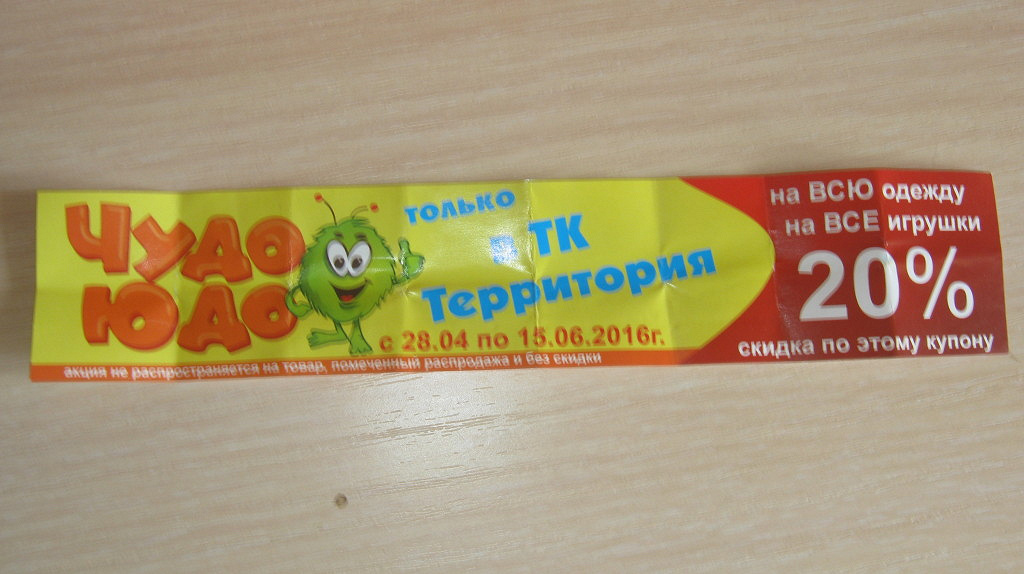 ЧУДО
ЮДО
только
в ТК
Территория
с 28.04 по 15.06.2016г.
акция не распространяется на товар, помеченный распродажа и без скидки
на ВСЮ одежду
на ВСЕ игрушки
20%
скидка по этому купону